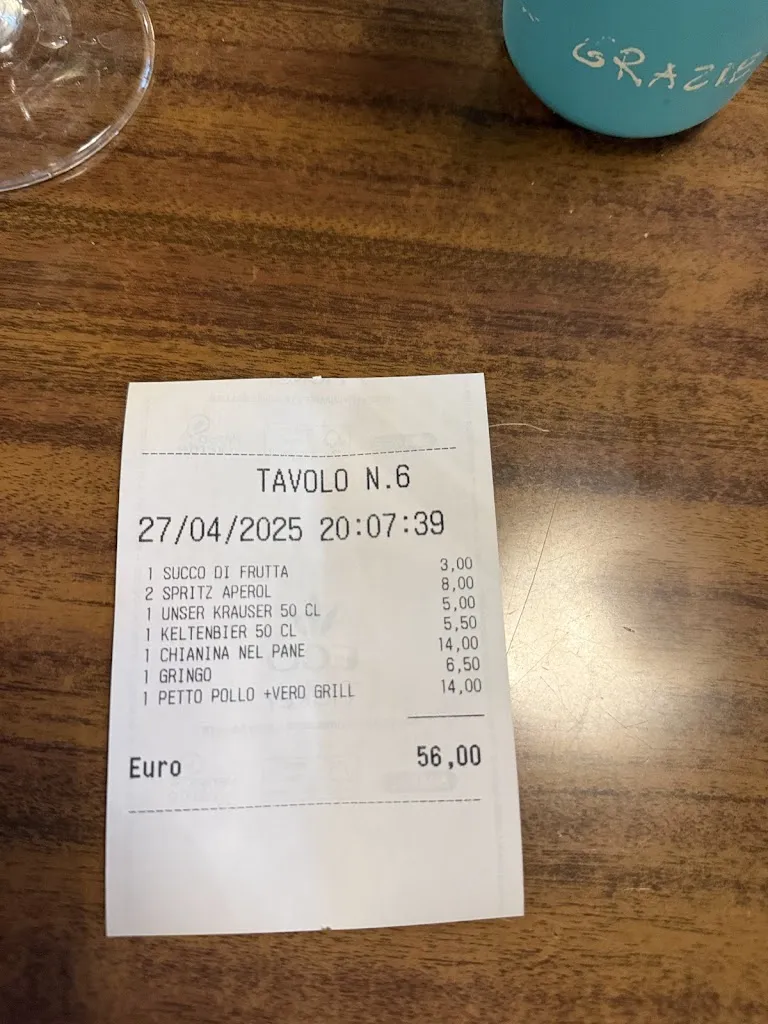 GRAZIE
TAVOLO N.6
27/04/2025 20:07:39
1 SUCCO DI FRUTTA 3,00
2 SPRITZ APEROL 8,00
1 UNSER KRAUSER 50 CL 5,00
1 KELTENBIER 50 CL 5,50
1 CHIANINA NEL PANE 14,00
1 GRINGO 6,50
1 PETTO POLLO +VERD GRILL 14,00
Euro 56,00